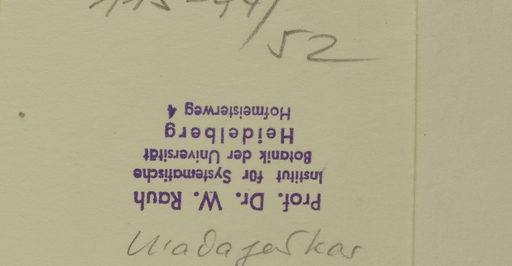 52
Prof. Dr. W. Rauh
Institut für Systematische
Botanik der Universität
Heidelberg
Hofmeisterweg 4
Madagaskar